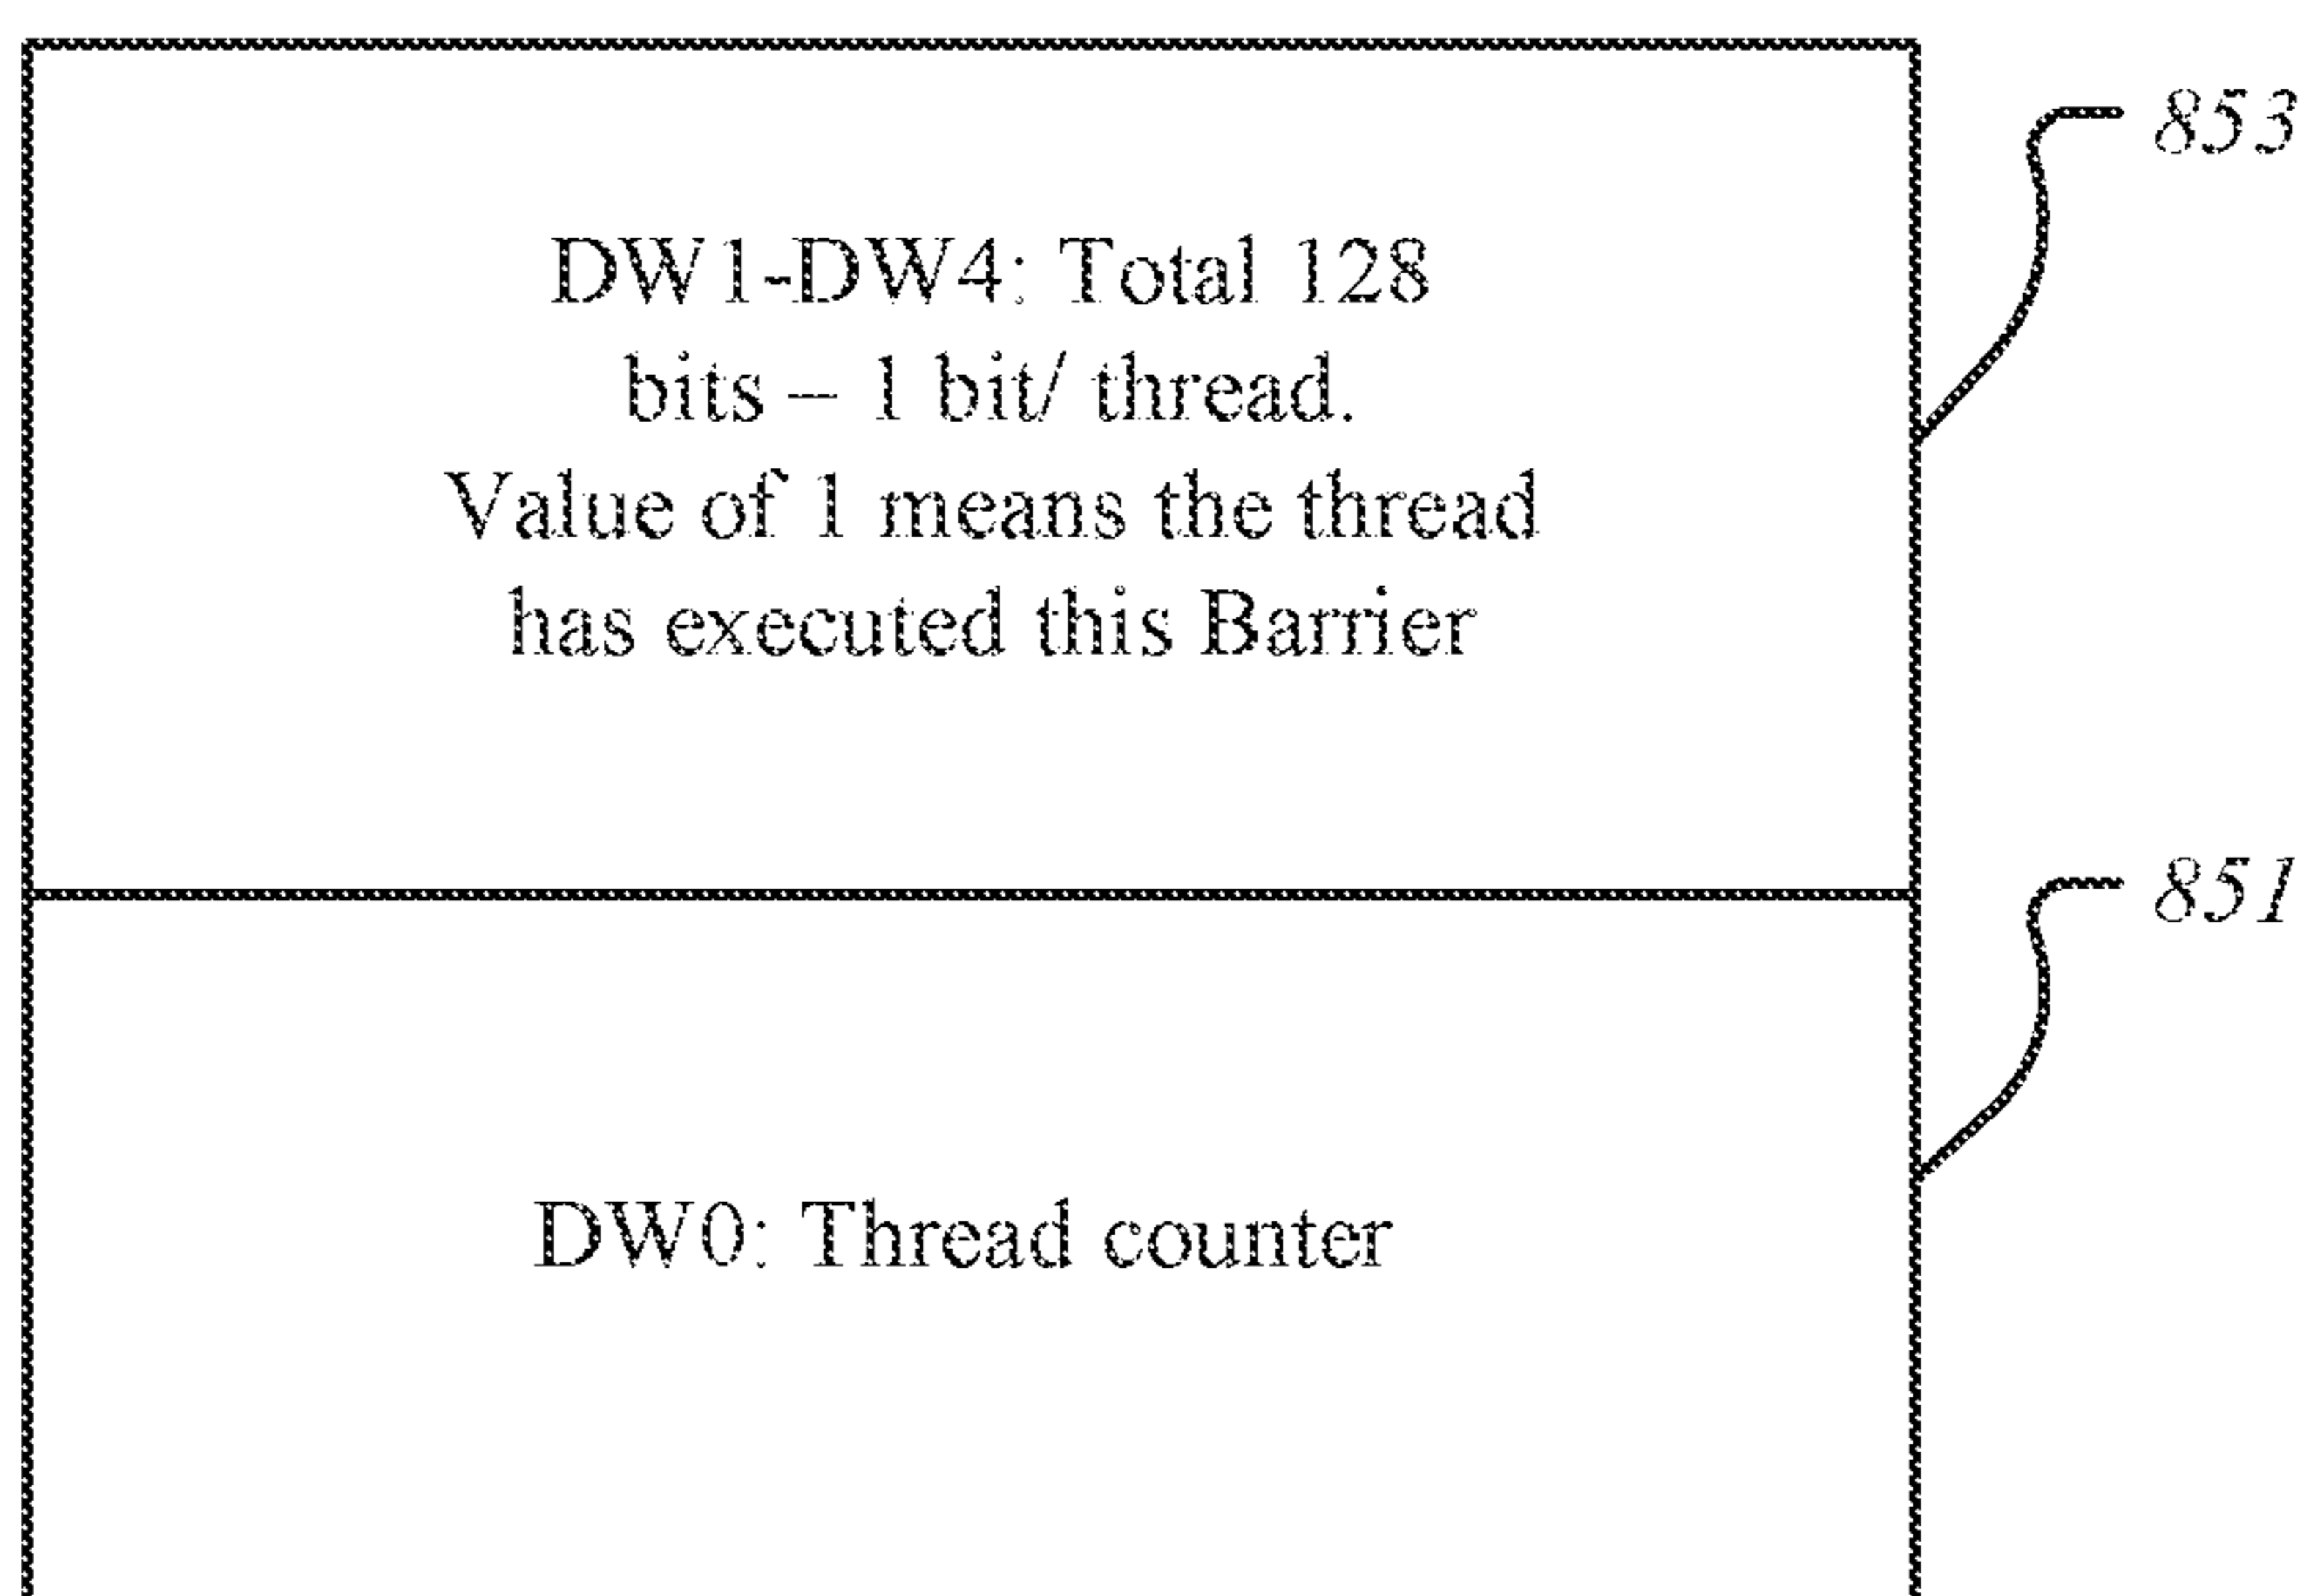 853
DW1-DW4: Total 128
bits – 1 bit/ thread.
Value of 1 means the thread
has executed this Barrier
851
DW0: Thread counter